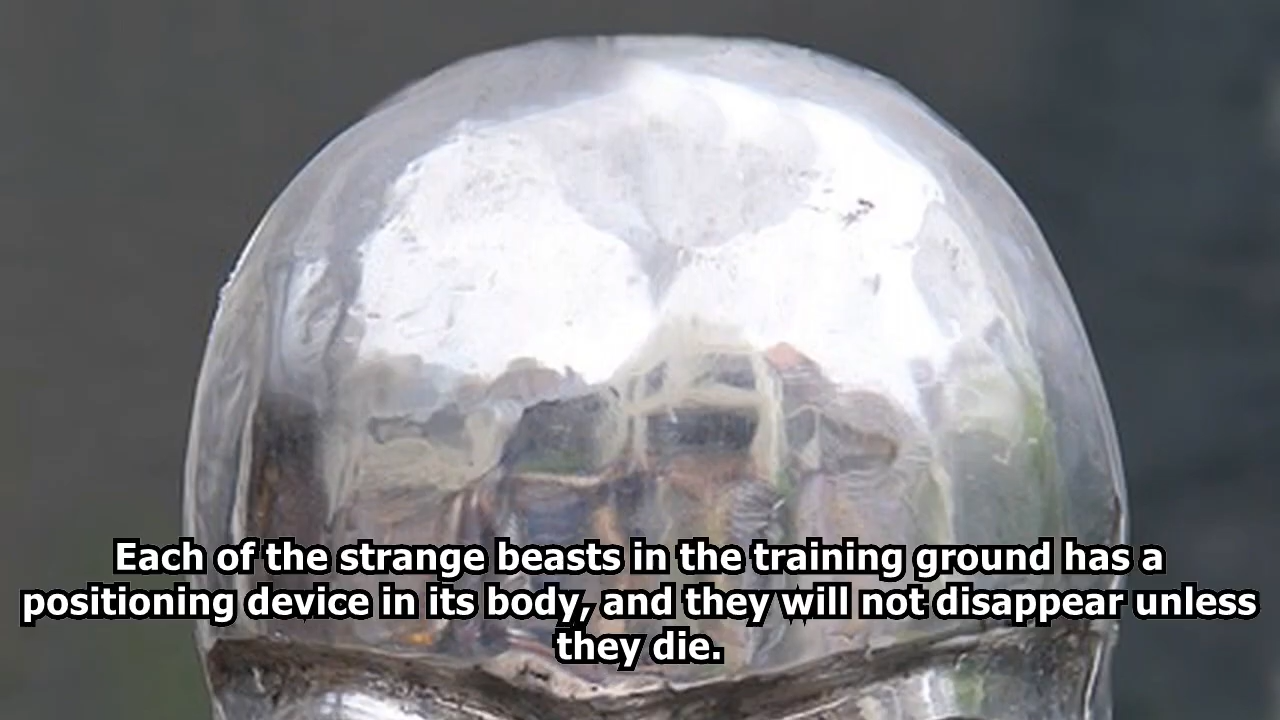 Each of the strange beasts in the training ground has a
positioning device in its body, and they will not disappear unless
they die.